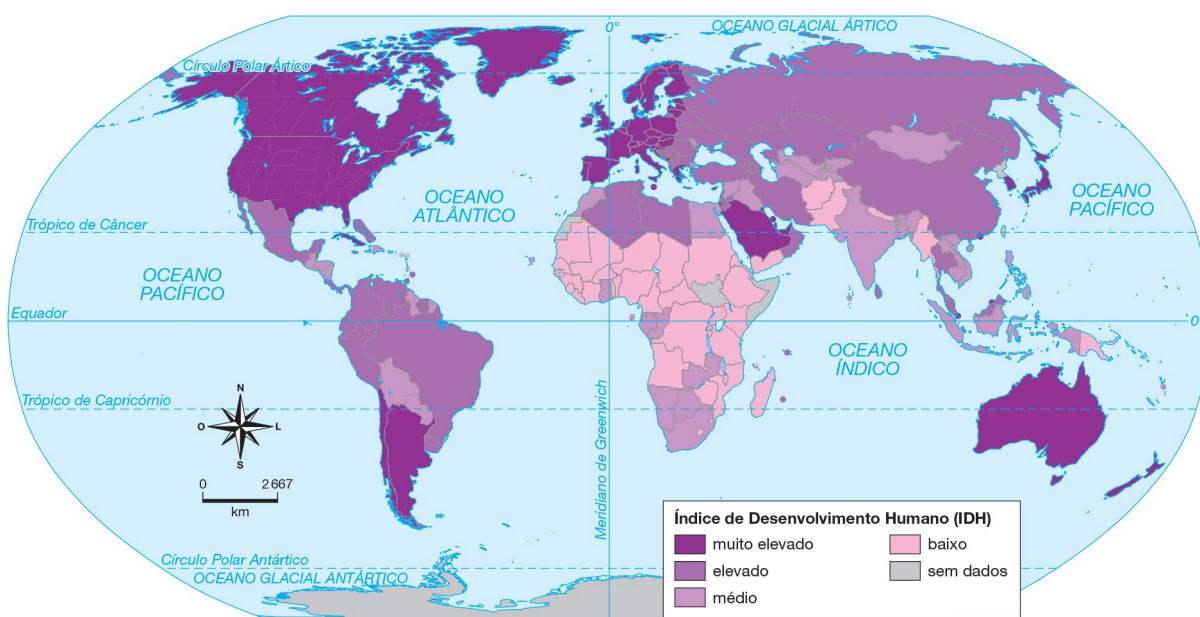 OCEANO GLACIAL ÁRTICO
0°
Círculo Polar Ártico
OCEANO
ATLÂNTICO
OCEANO
PACÍFICO
Trópico de Câncer
OCEANO
PACÍFICO
Equador
0°
OCEANO
ÍNDICO
Trópico de Capricórnio
N
O
L
S
0
2 667
km
Meridiano de Greenwich
Círculo Polar Antártico
OCEANO GLACIAL ANTÁRTICO
Índice de Desenvolvimento Humano (IDH)
muito elevado
baixo
elevado
sem dados
médio